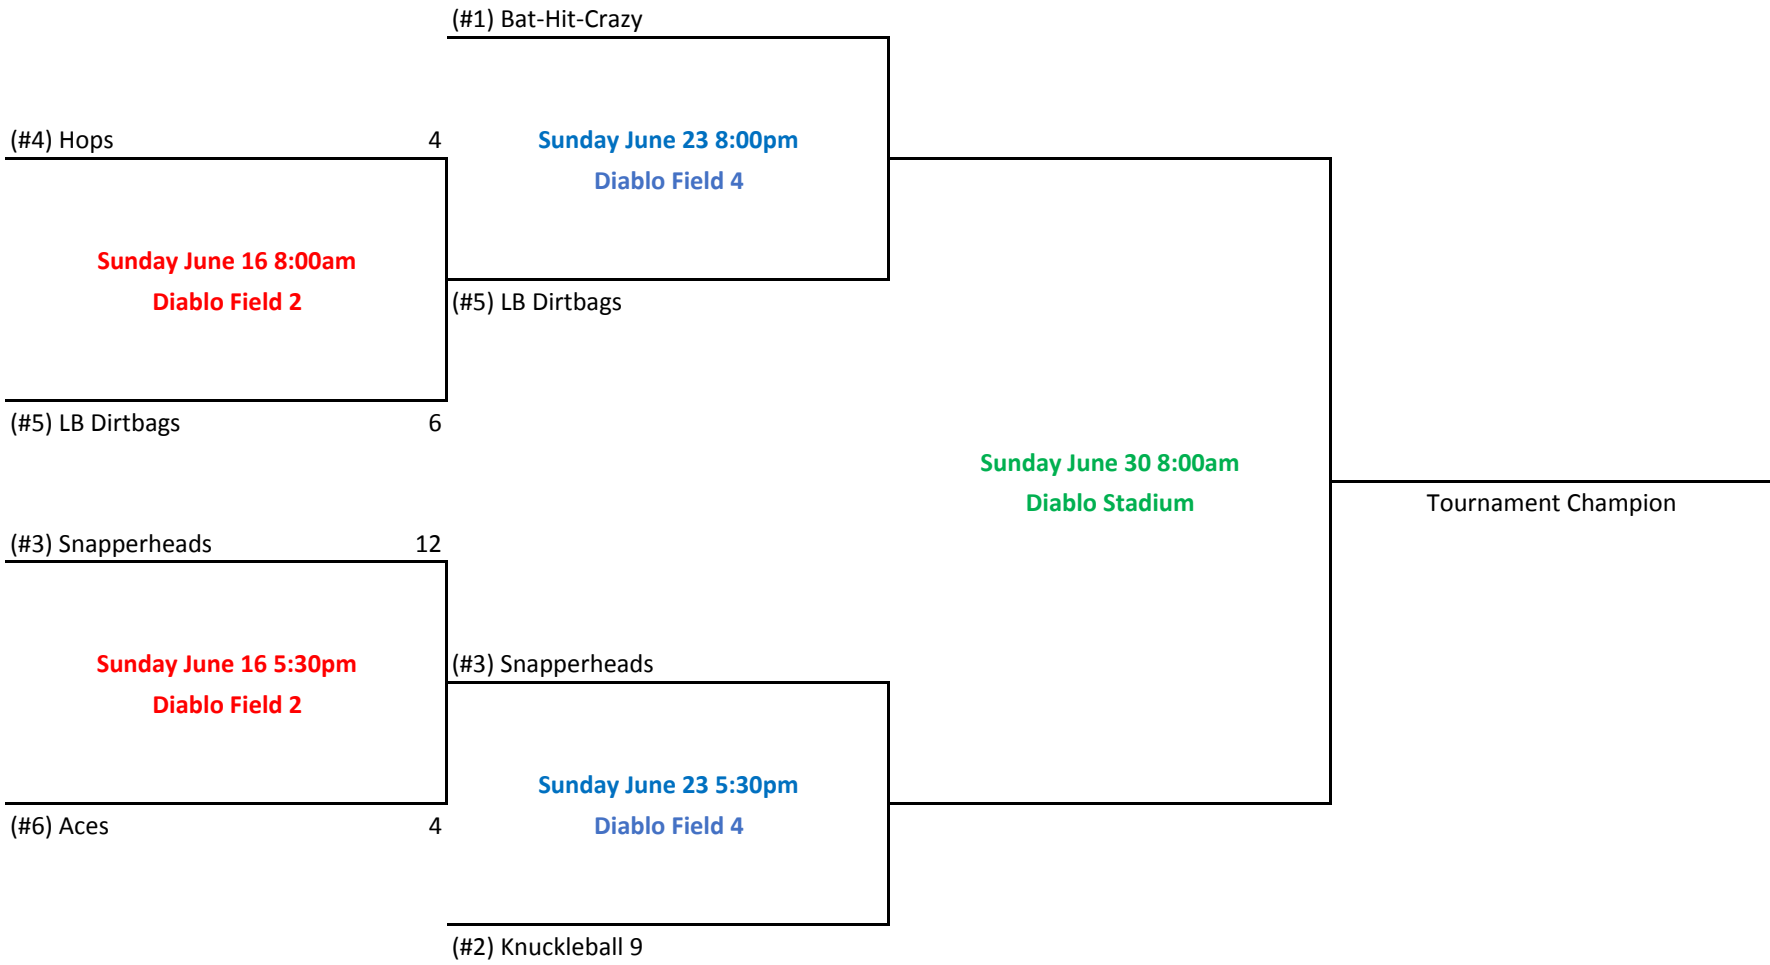 (#1) Bat-Hit-Crazy
(#4) Hops 4
Sunday June 23 8:00pm
Diablo Field 4
Sunday June 16 8:00am
Diablo Field 2
(#5) LB Dirtbags
(#5) LB Dirtbags 6
Sunday June 30 8:00am
Diablo Stadium
Tournament Champion
(#3) Snapperheads 12
Sunday June 16 5:30pm
Diablo Field 2
(#3) Snapperheads
Sunday June 23 5:30pm
Diablo Field 4
(#6) Aces 4
(#2) Knuckleball 9